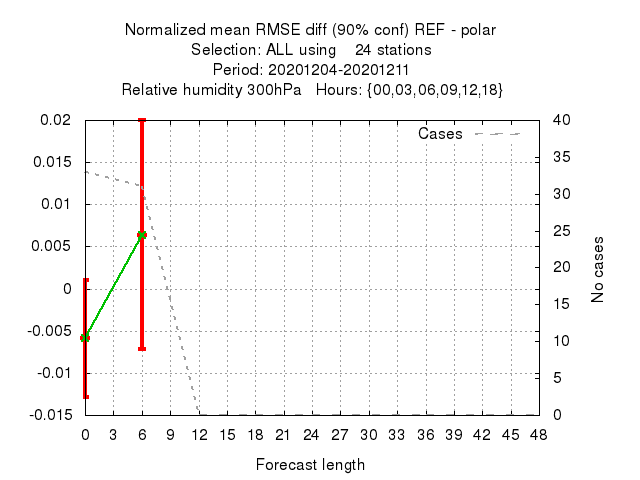 Normalized mean RMSE diff (90% conf) REF - polar
Selection: ALL using    24 stations
Period: 20201204-20201211
Relative humidity 300hPa   Hours: {00,03,06,09,12,18}
0.02
0.015
0.01
0.005
0
-0.005
-0.01
-0.015
Cases
40
35
30
25
20
15
10
5
0
No cases
0 3 6 9 12 15 18 21 24 27 30 33 36 39 42 45 48
Forecast length